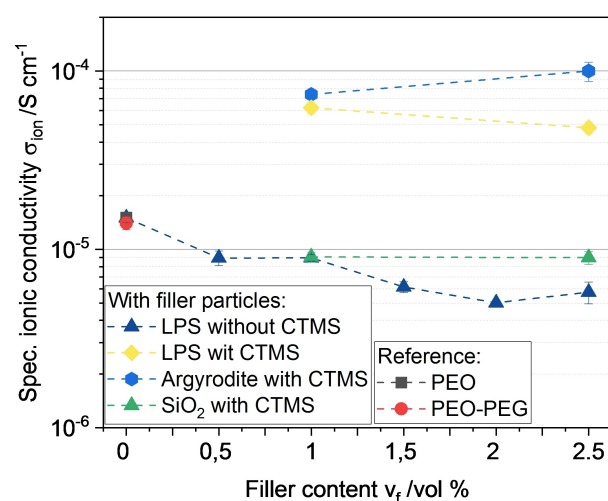 Spec. ionic conductivity σion /S cm-1
10-4
10-5
10-6
With filler particles:
LPS without CTMS
LPS wit CTMS
Argyrodite with CTMS
SiO2 with CTMS
Reference:
PEO
PEO-PEG
0
0,5
1
1,5
2
2.5
Filler content vf /vol %